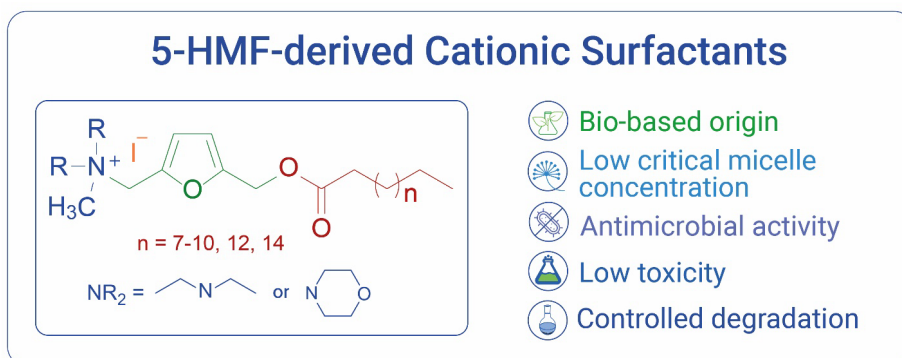 5-HMF-derived Cationic Surfactants
R
R
N
+
I
−
H₃C
O
O
O
n
n = 7-10, 12, 14
NR₂ =
N
or
N
O
Bio-based origin
Low critical micelle
concentration
Antimicrobial activity
Low toxicity
Controlled degradation